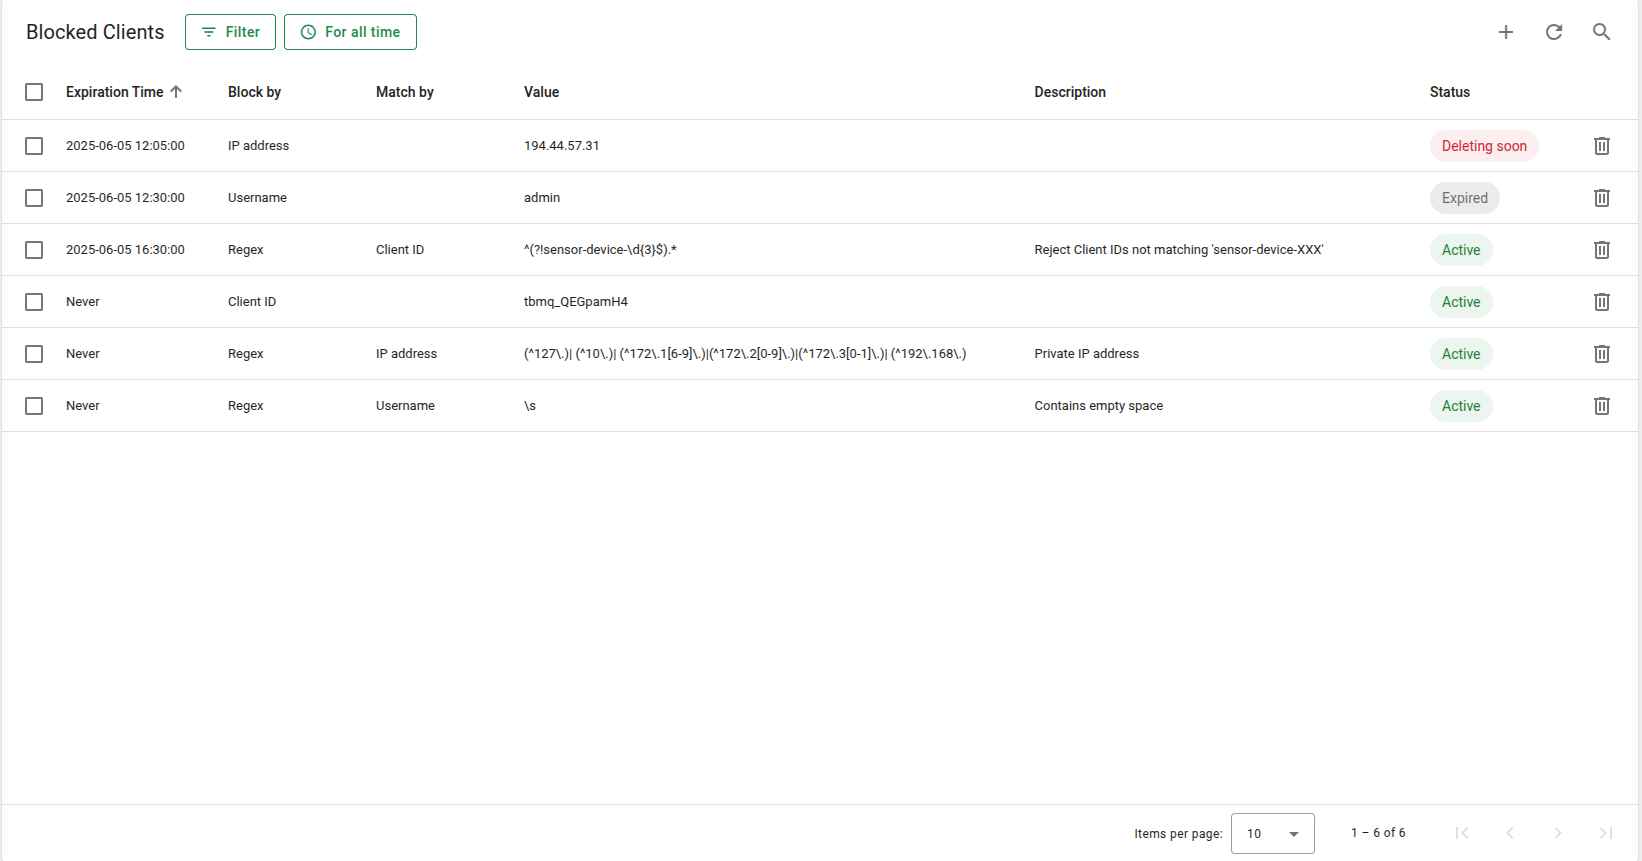 Blocked Clients Filter For all time
Expiration Time Block by Match by Value Description Status
2025-06-05 12:05:00 IP address 194.44.57.31 Deleting soon
2025-06-05 12:30:00 Username admin Expired
2025-06-05 16:30:00 Regex Client ID ^(?!sensor-device-\d{3}$).* Reject Client IDs not matching 'sensor-device-XXX' Active
Never Client ID tbmq_QEGpamH4 Active
Never Regex IP address (^127\.)| (^10\.)| (^172\.1[6-9]\.)|(^172\.2[0-9]\.)|(^172\.3[0-1]\.)| (^192\.168\.) Private IP address Active
Never Regex Username \s Contains empty space Active
Items per page: 10 1 – 6 of 6